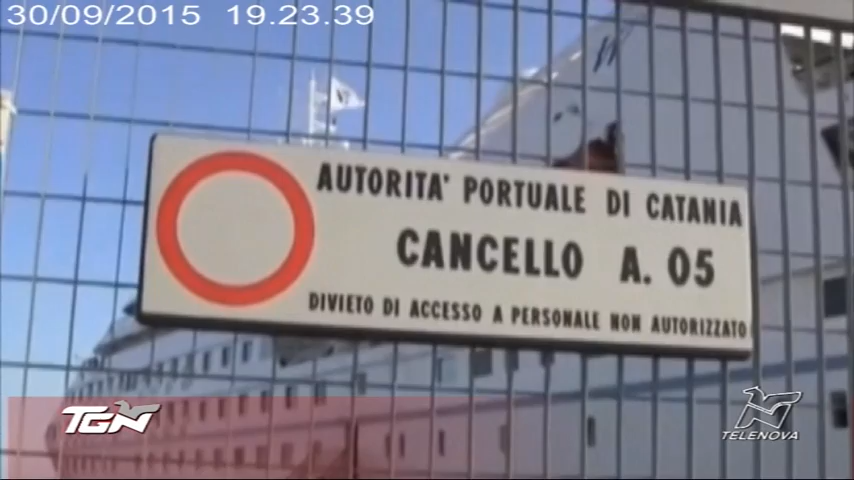 30/09/2015 19.23.39
AUTORITA' PORTUALE DI CATANIA
CANCELLO A. 05
DIVIETO DI ACCESSO A PERSONALE NON AUTORIZZATO
TGN
TELENOVA